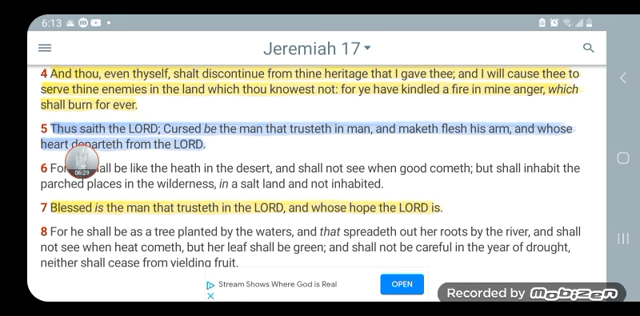 6:13
Jeremiah 17
4 And thou, even thyself, shalt discontinue from thine heritage that I gave thee; and I will cause thee to
serve thine enemies in the land which thou knowest not: for ye have kindled a fire in mine anger, which
shall burn for ever.
5 Thus saith the LORD; Cursed be the man that trusteth in man, and maketh flesh his arm, and whose
heart departeth from the LORD.
06:29
6 For shall be like the heath in the desert, and shall not see when good cometh; but shall inhabit the
parched places in the wilderness, in a salt land and not inhabited.
7 Blessed is the man that trusteth in the LORD, and whose hope the LORD is.
8 For he shall be as a tree planted by the waters, and that spreadeth out her roots by the river, and shall
not see when heat cometh, but her leaf shall be green; and shall not be careful in the year of drought,
neither shall cease from yielding fruit.
Stream Shows Where God is Real
OPEN
Recorded by Mobizen